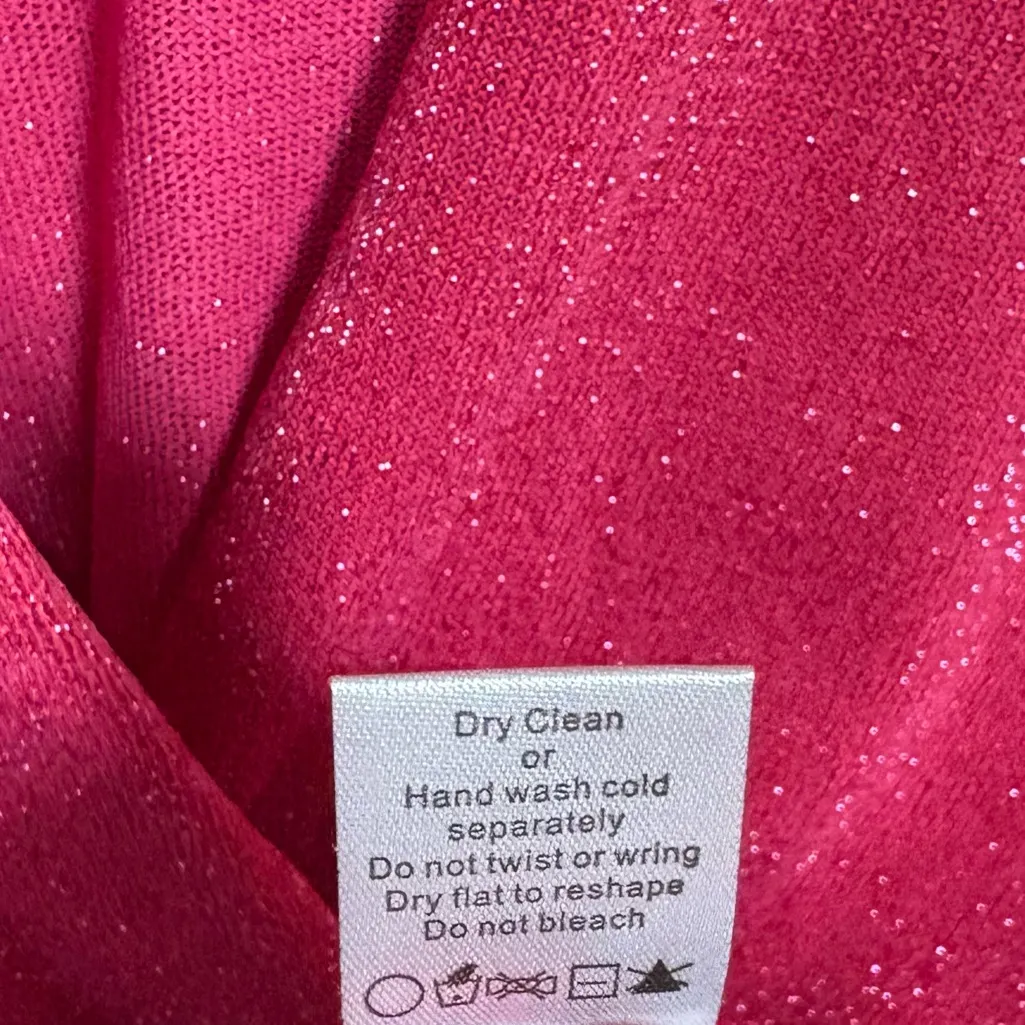 Dry Clean
or
Hand wash cold
separately
Do not twist or wring
Dry flat to reshape
Do not bleach